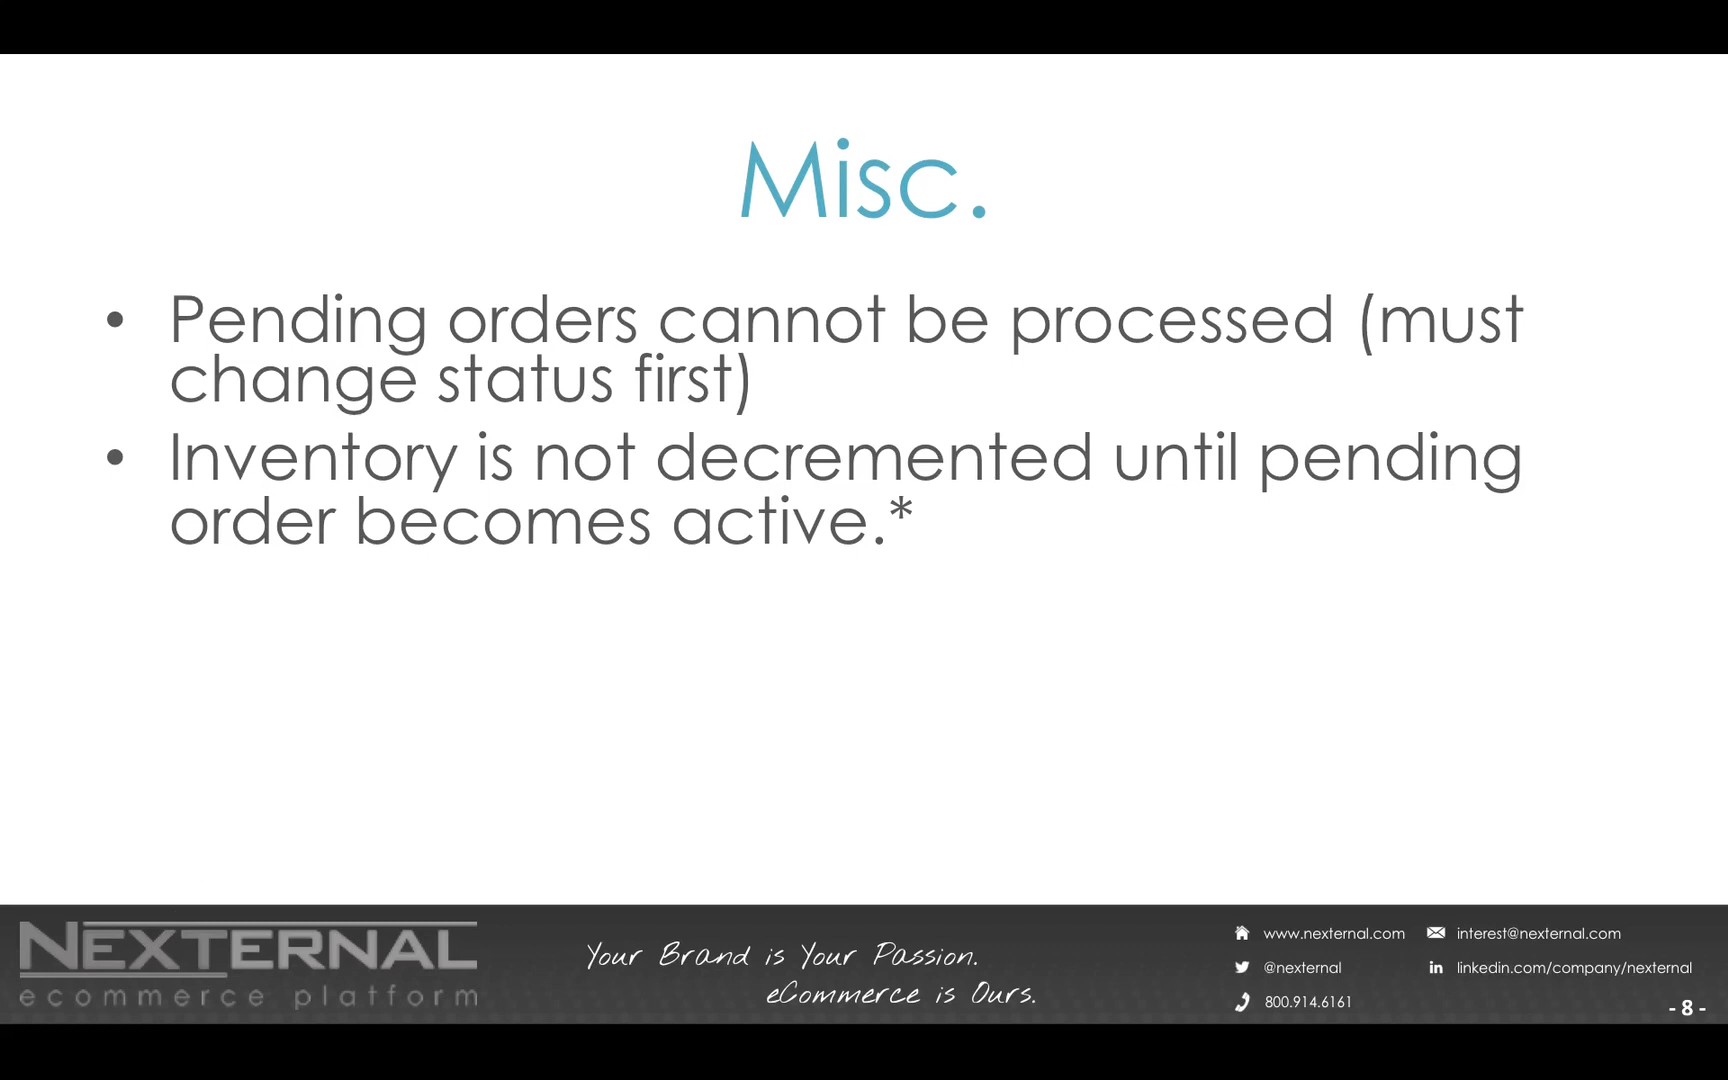 Misc.
• Pending orders cannot be processed (must
change status first)
• Inventory is not decremented until pending
order becomes active.*
NEXTERNAL
ecommerce platform
Your Brand is Your Passion.
eCommerce is Ours.
www.nexternal.com
interest@nexternal.com
@nexternal
linkedin.com/company/nexternal
800.914.6161
- 8 -